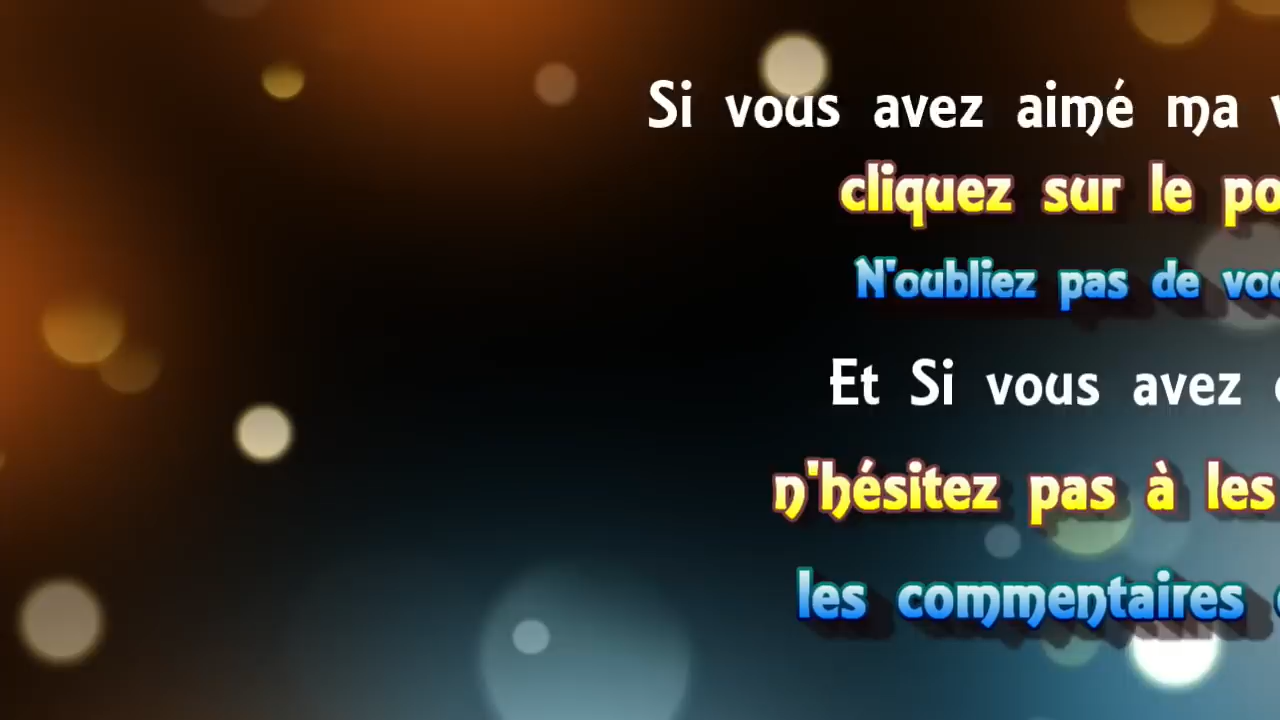 Si vous avez aimé ma
cliquez sur le
N'oubliez pas de
Et Si vous avez
n'hésitez pas à les
les commentaires